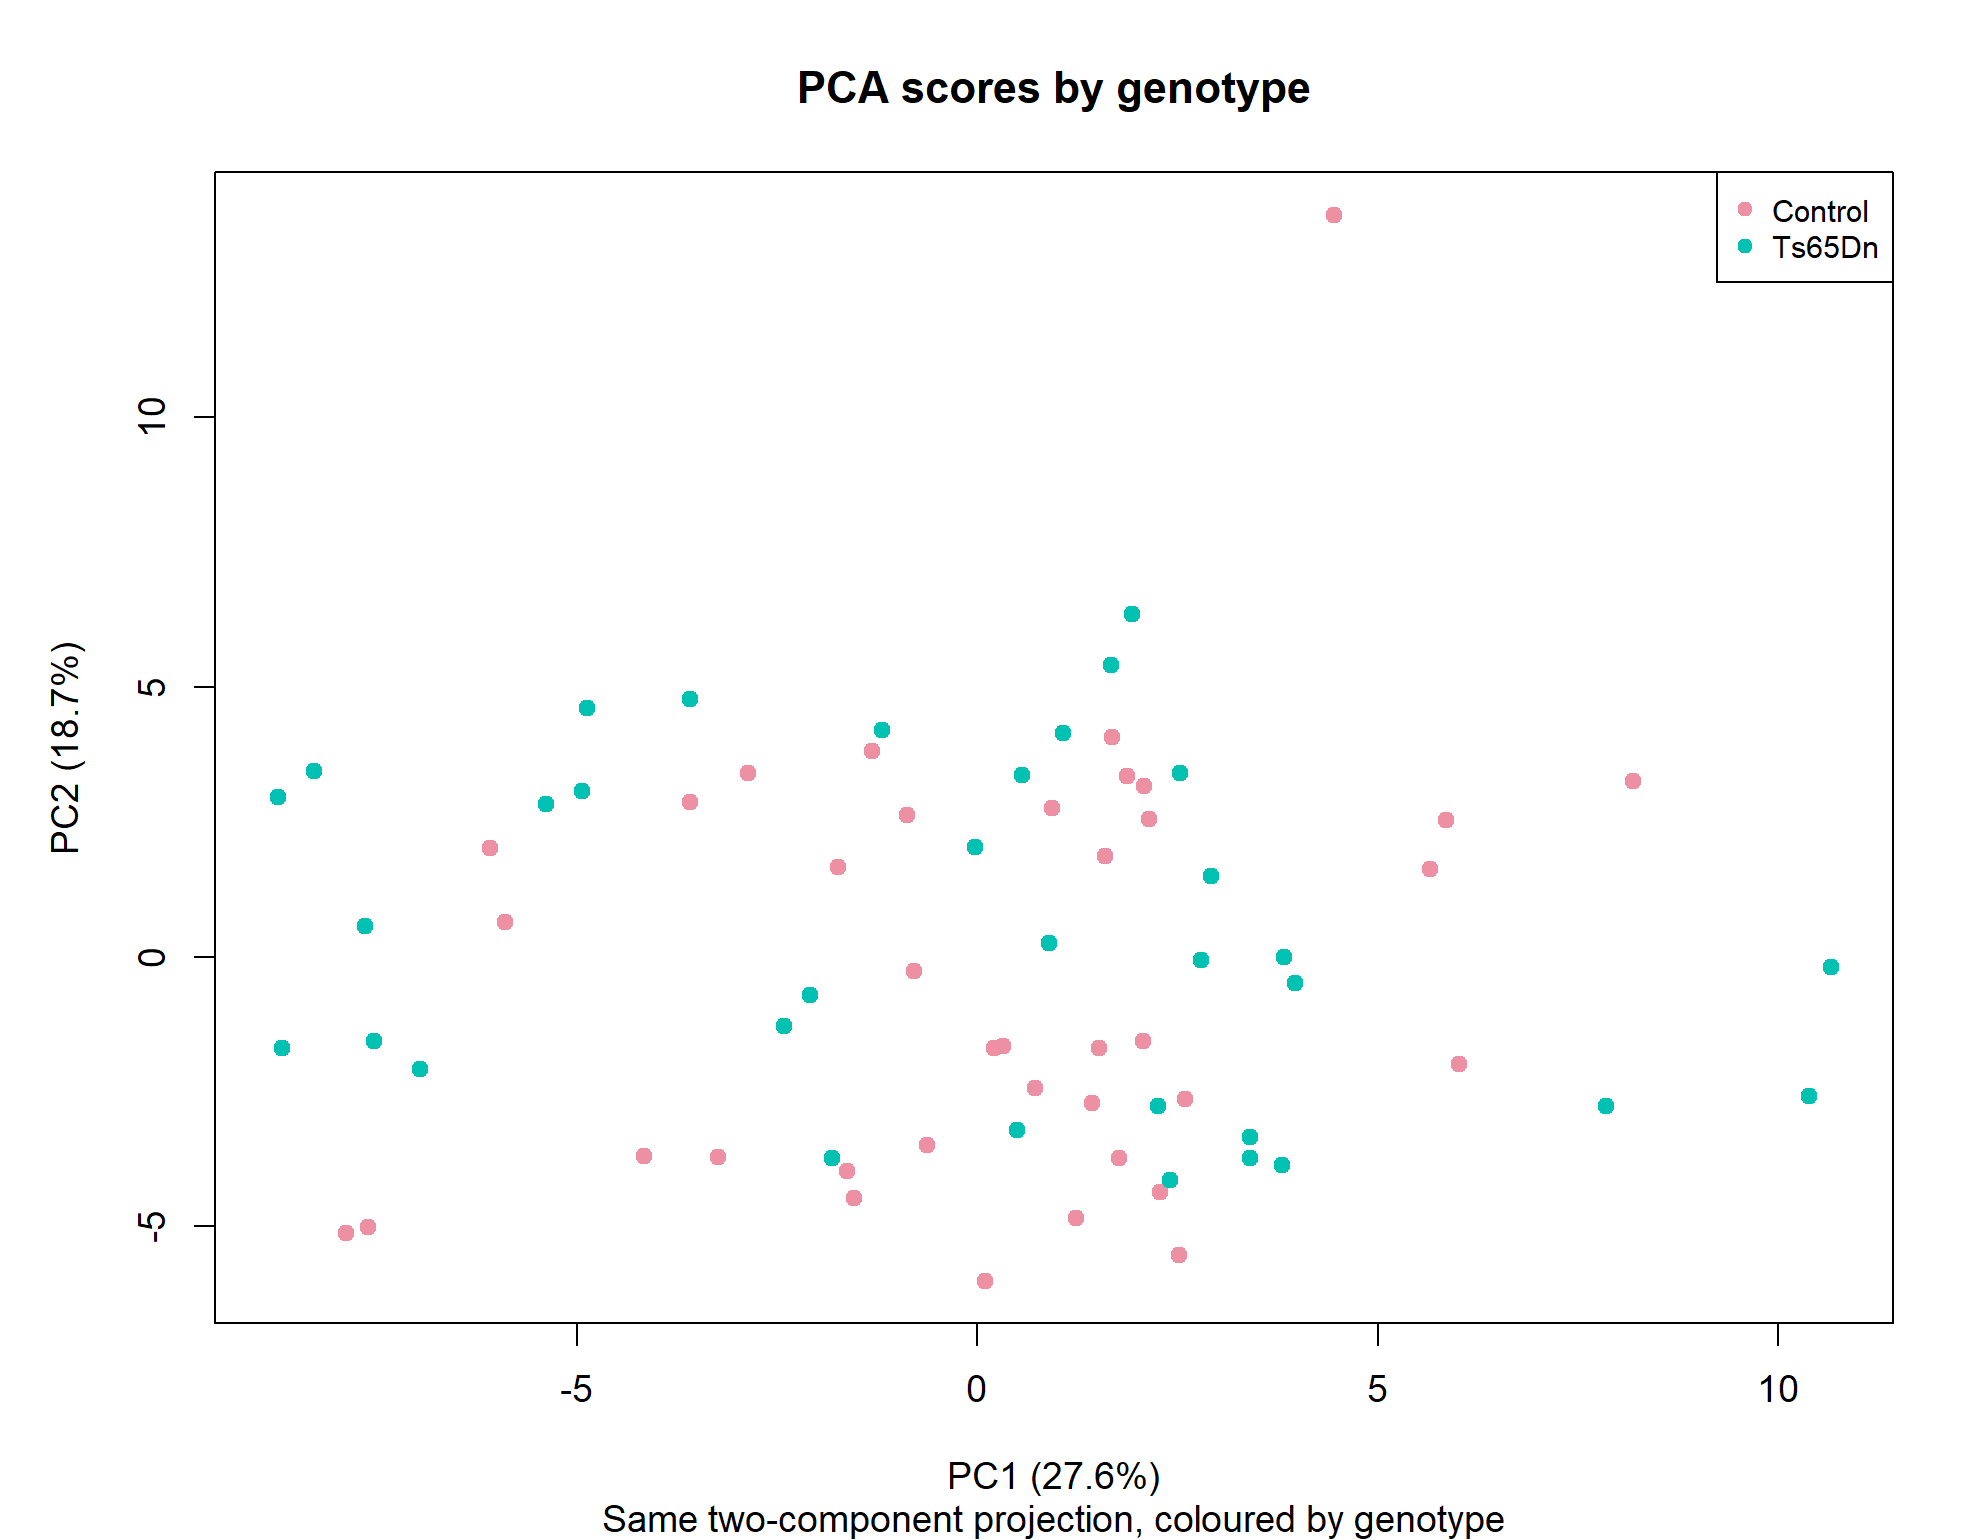 PCA scores by genotype
Control
Ts65Dn
10
5
0
-5
PC2 (18.7%)
-5 0 5 10
PC1 (27.6%)
Same two-component projection, coloured by genotype